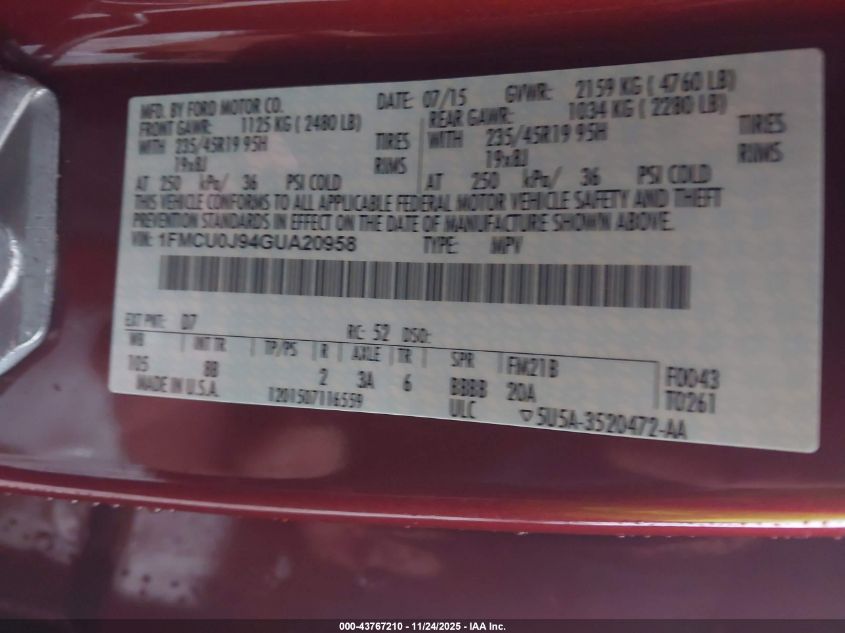 MFD. BY FORD MOTOR CO. DATE: 07/15 GVWR: 2159 KG ( 4760 LB)
FRONT GAWR: 1125 KG ( 2480 LB) REAR GAWR: 1034 KG ( 2280 LB)
WITH 235/45R19 95H TIRES WITH 235/45R19 95H TIRES
19x8J RIMS 19x8J RIMS
AT 250 kPa/ 36 PSI COLD AT 250 kPa/ 36 PSI COLD
THIS VEHICLE CONFORMS TO ALL APPLICABLE FEDERAL MOTOR VEHICLE SAFETY AND THEFT
PREVENTION STANDARDS IN EFFECT ON THE DATE OF MANUFACTURE SHOWN ABOVE.
VIN: 1FMCU0J94GUA20958 TYPE: MPV
EXT PNT: D7 RC: 52 DSO:
WB INT TR TP/PS R AXLE TR SPR FM21B F0043
105 8B 2 3A 6 BBBB 20A T0261
MADE IN U.S.A. T201507116559 ULC ▽5U5A-3520472-AA
000-43767210 - 11/24/2025 - IAA Inc.